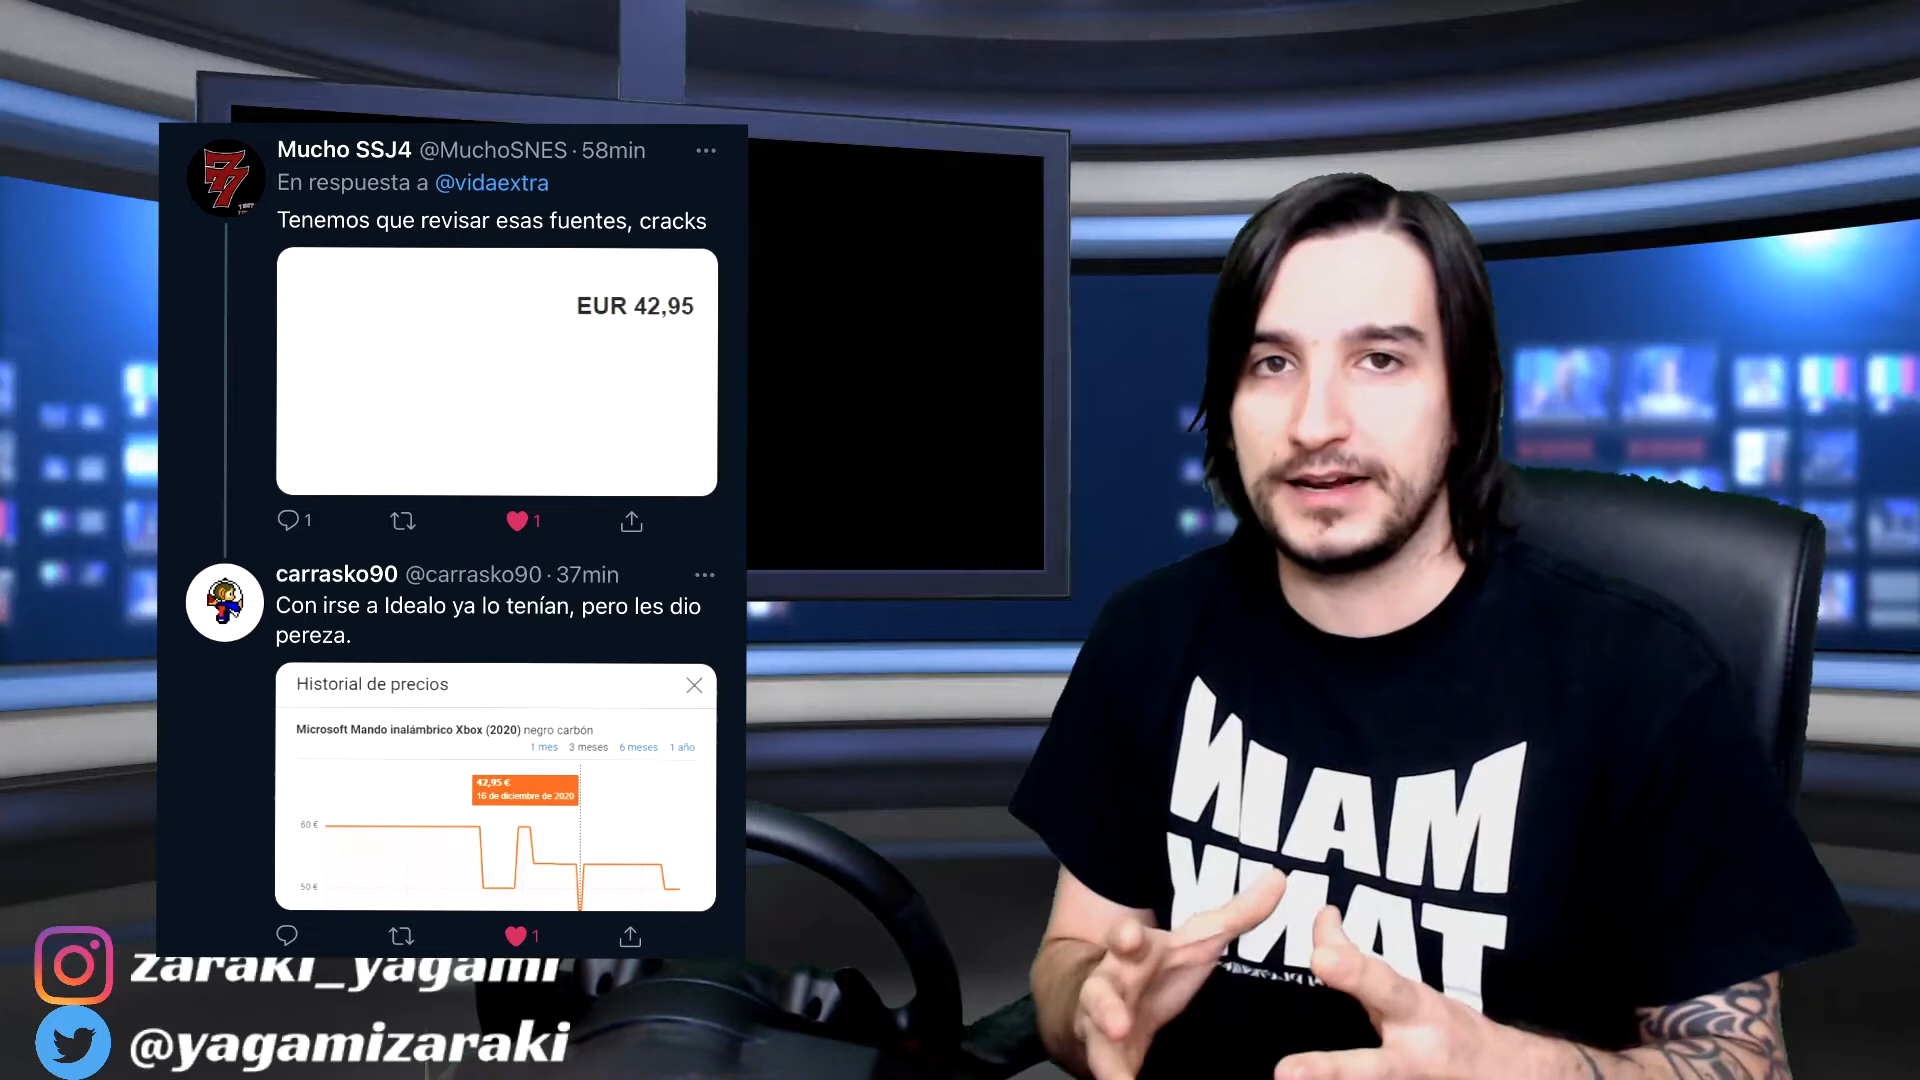 Mucho SSJ4 @MuchoSNES · 58min
En respuesta a @vidaextra
Tenemos que revisar esas fuentes, cracks
EUR 42,95
1
1
carrasko90 @carrasko90 · 37min
Con irse a Idealo ya lo tenían, pero les dio
pereza.
Historial de precios
Microsoft Mando inalámbrico Xbox (2020) negro carbón
1 mes 3 meses 6 meses 1 año
42,95 €
16 de diciembre de 2020
60 €
50 €
1
zaraki_yagami
@yagamizaraki
MAIN
TANK